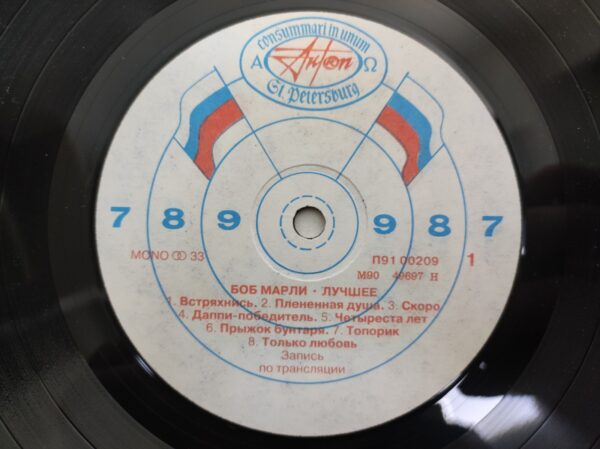 consummari in unum
Α Антон Ω
St. Petersburg
7 8 9 9 8 7
MONO 33 П91 00209 1
М90 49697 Н
БОБ МАРЛИ · ЛУЧШЕЕ
1. Встряхнись. 2. Плененная душа. 3. Скоро
4. Даппи-победитель. 5. Четыреста лет
6. Прыжок бунтаря. 7. Топорик
8. Только любовь
Запись
по трансляции